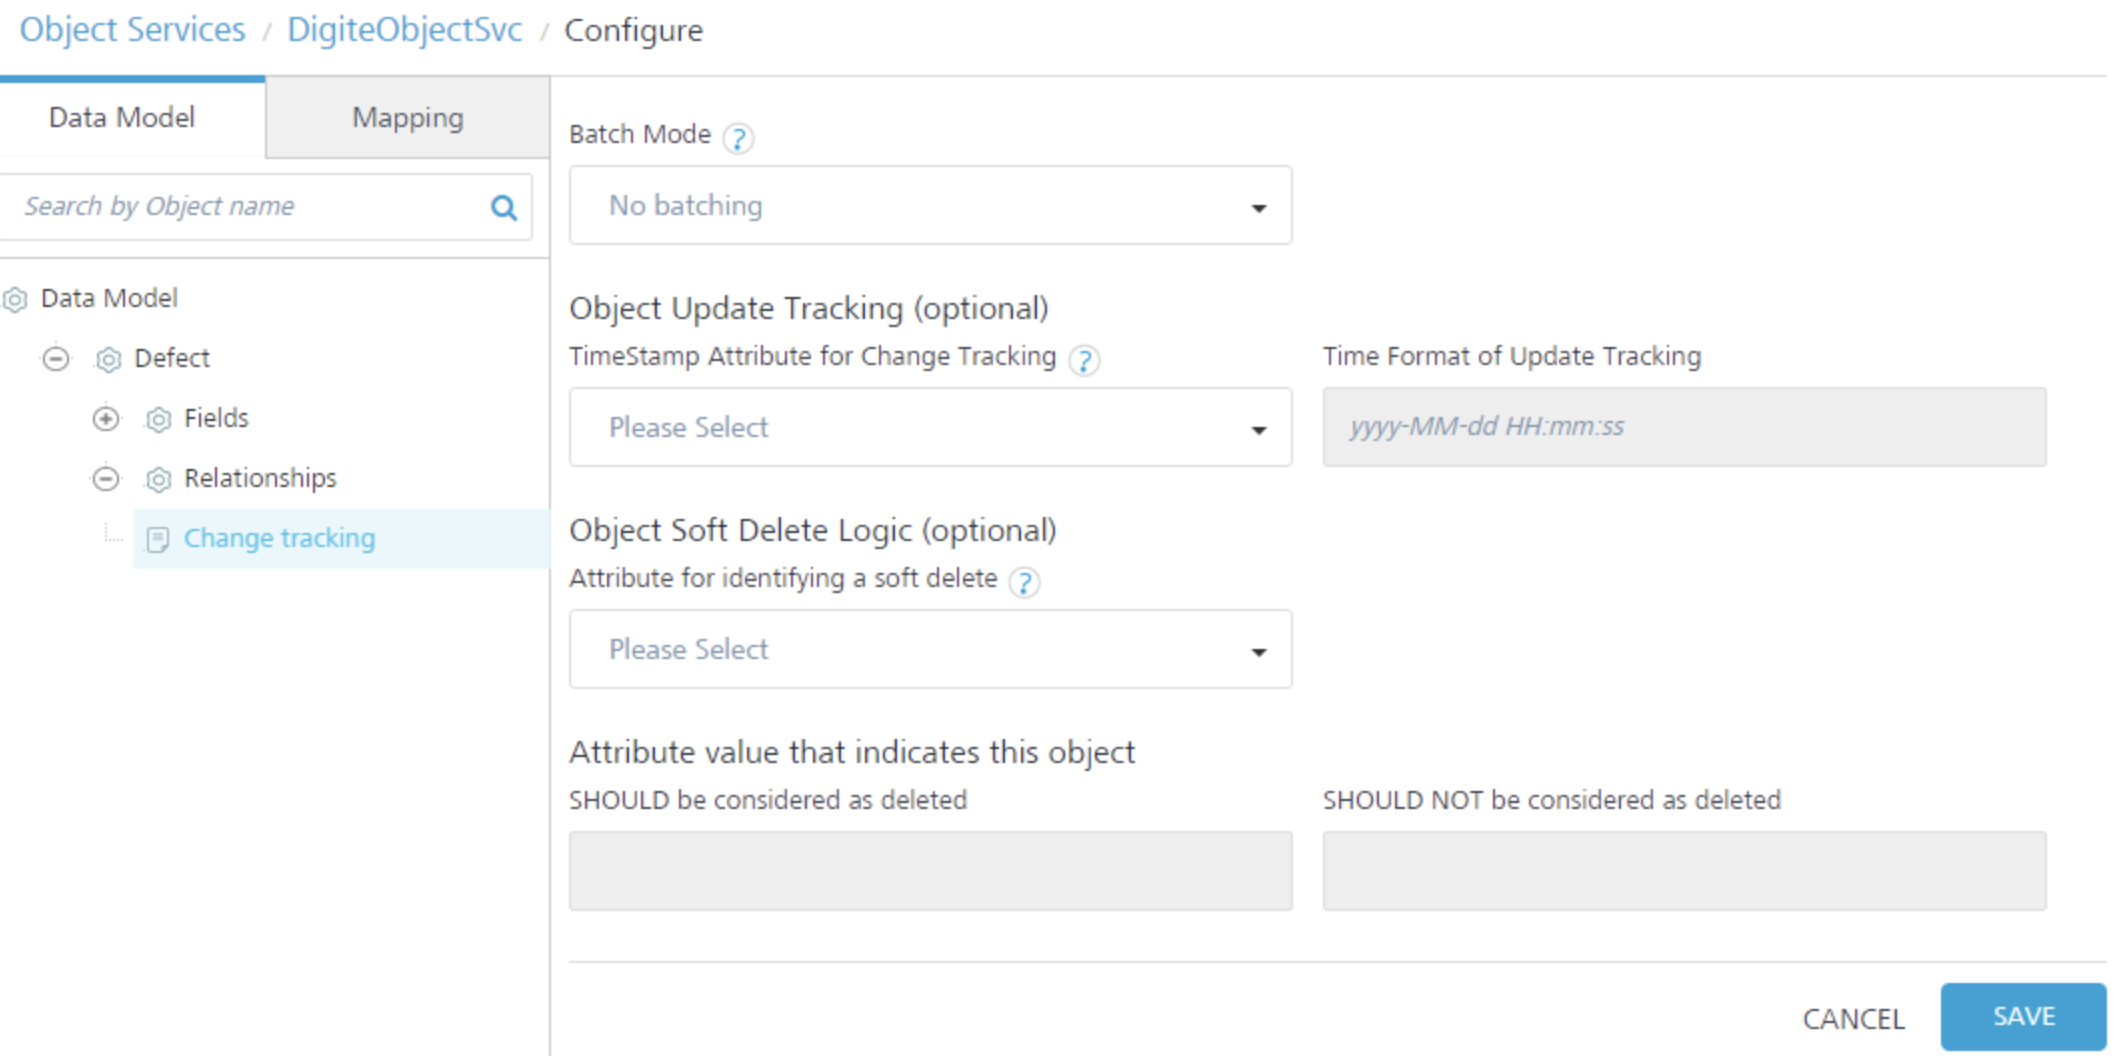 Object Services / DigiteObjectSvc / Configure
Data Model
Mapping
Search by Object name
Data Model
Defect
Fields
Relationships
Change tracking
Batch Mode ?
No batching
Object Update Tracking (optional)
TimeStamp Attribute for Change Tracking ?
Time Format of Update Tracking
Please Select
yyyy-MM-dd HH:mm:ss
Object Soft Delete Logic (optional)
Attribute for identifying a soft delete ?
Please Select
Attribute value that indicates this object
SHOULD be considered as deleted
SHOULD NOT be considered as deleted
CANCEL
SAVE